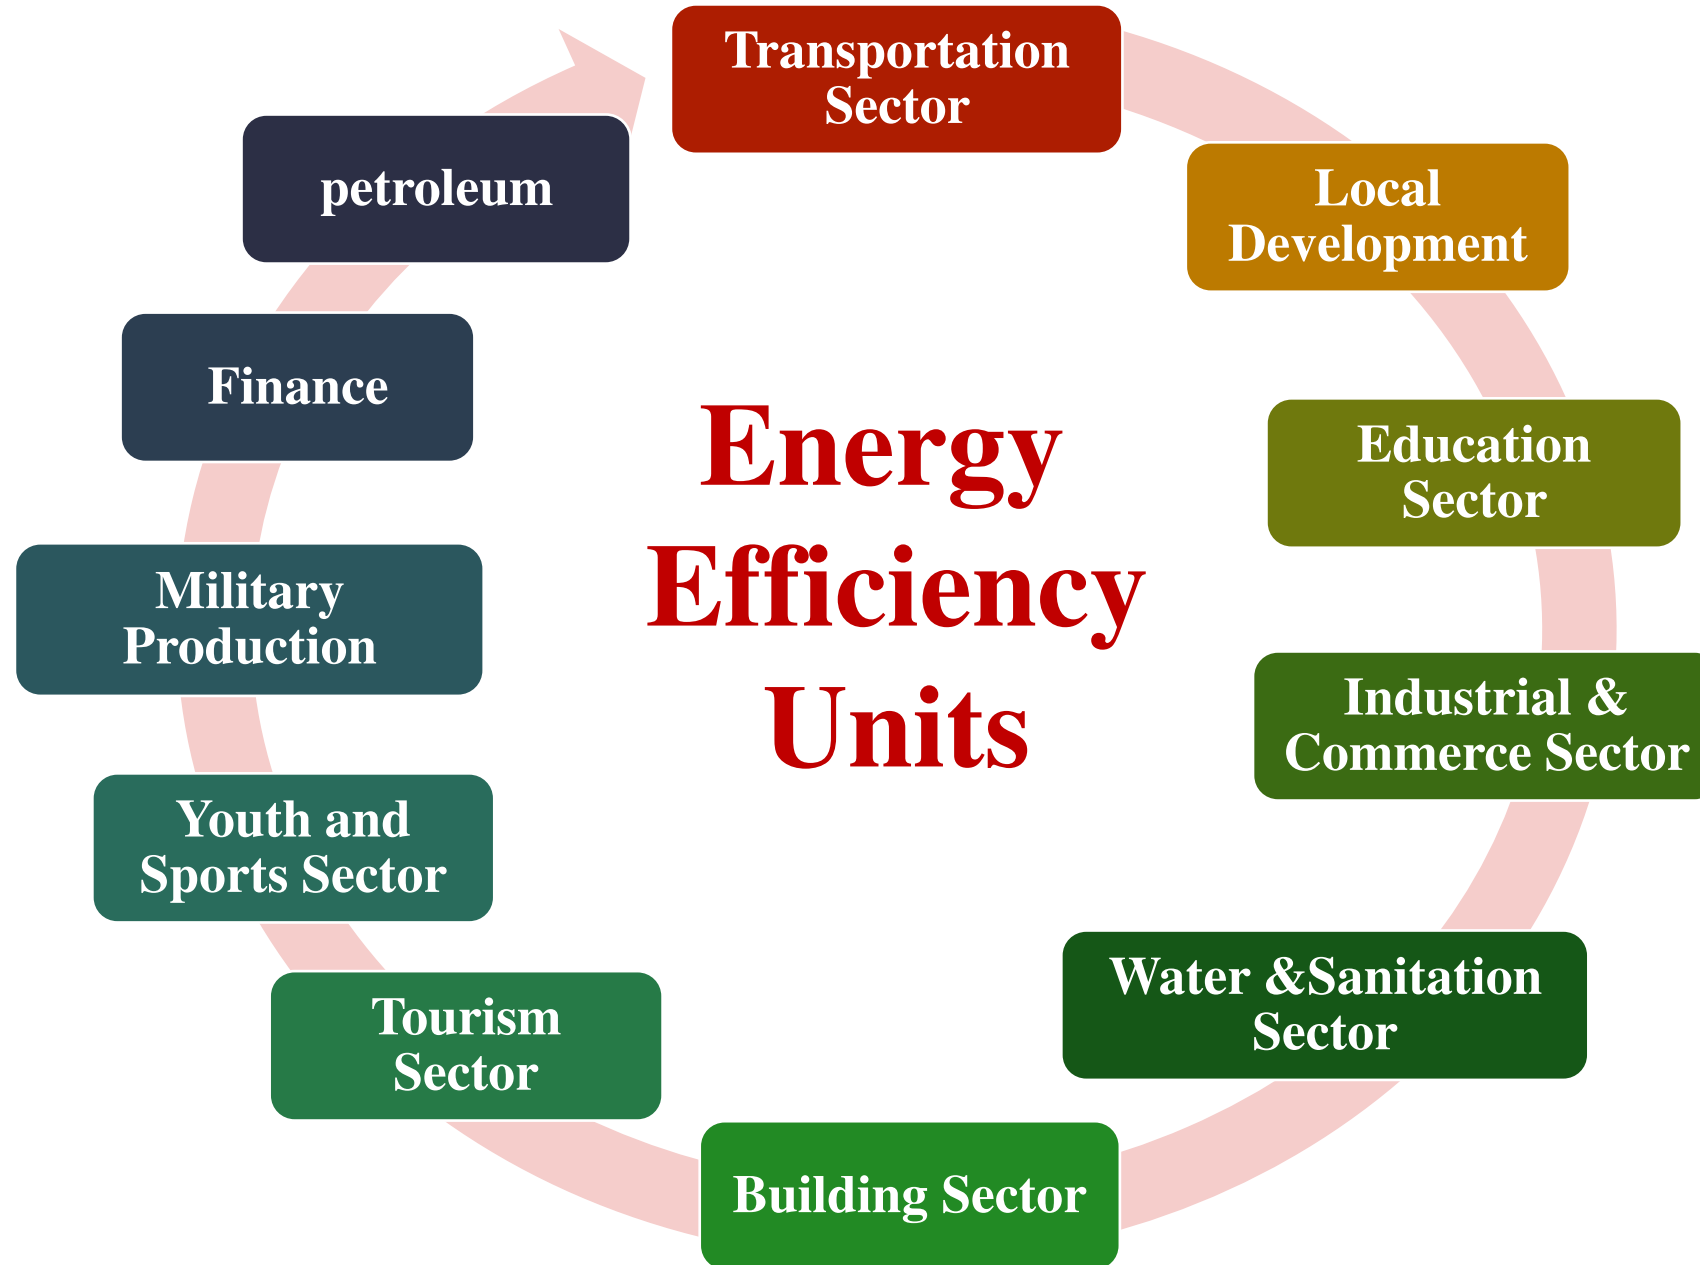 Transportation
Sector
Local
Development
Education
Sector
Industrial &
Commerce Sector
Water &Sanitation
Sector
Building Sector
Tourism
Sector
Youth and
Sports Sector
Military
Production
Finance
petroleum
Energy
Efficiency
Units